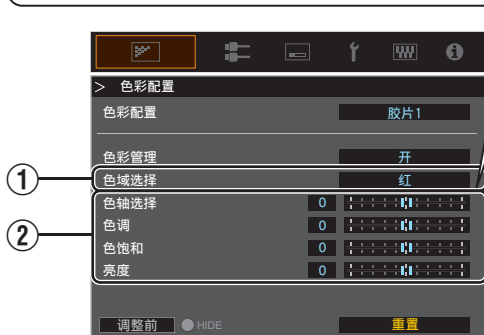 > 色彩配置
色彩配置 胶片1
色彩管理 开
① 色域选择 红
色轴选择 0
② 色调 0
色饱和 0
亮度 0
调整前 HIDE 重置